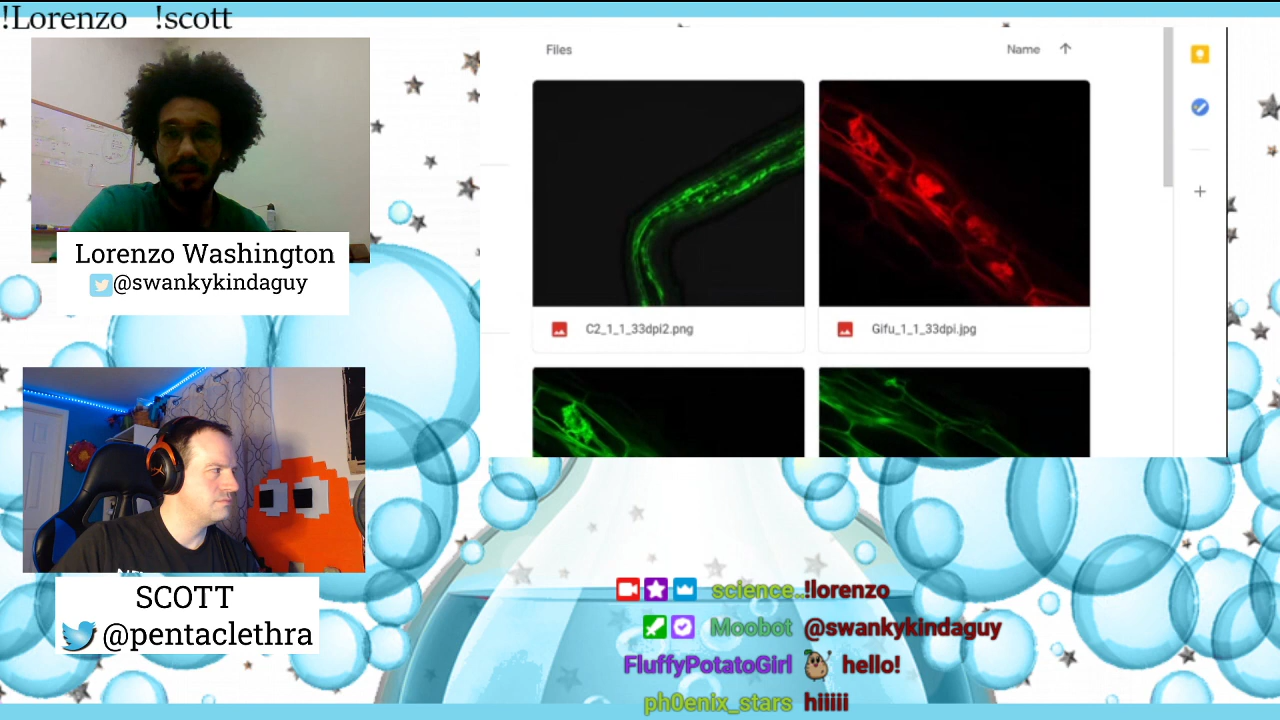 !Lorenzo !scott
Lorenzo Washington
@swankykindaguy
SCOTT
@pentaclethra
Files
Name
C2_1_1_33dpi2.png
Gifu_1_1_33dpi.jpg
science.. !lorenzo
Moobot @swankykindaguy
FluffyPotatoGirl hello!
ph0enix_stars hiiiii